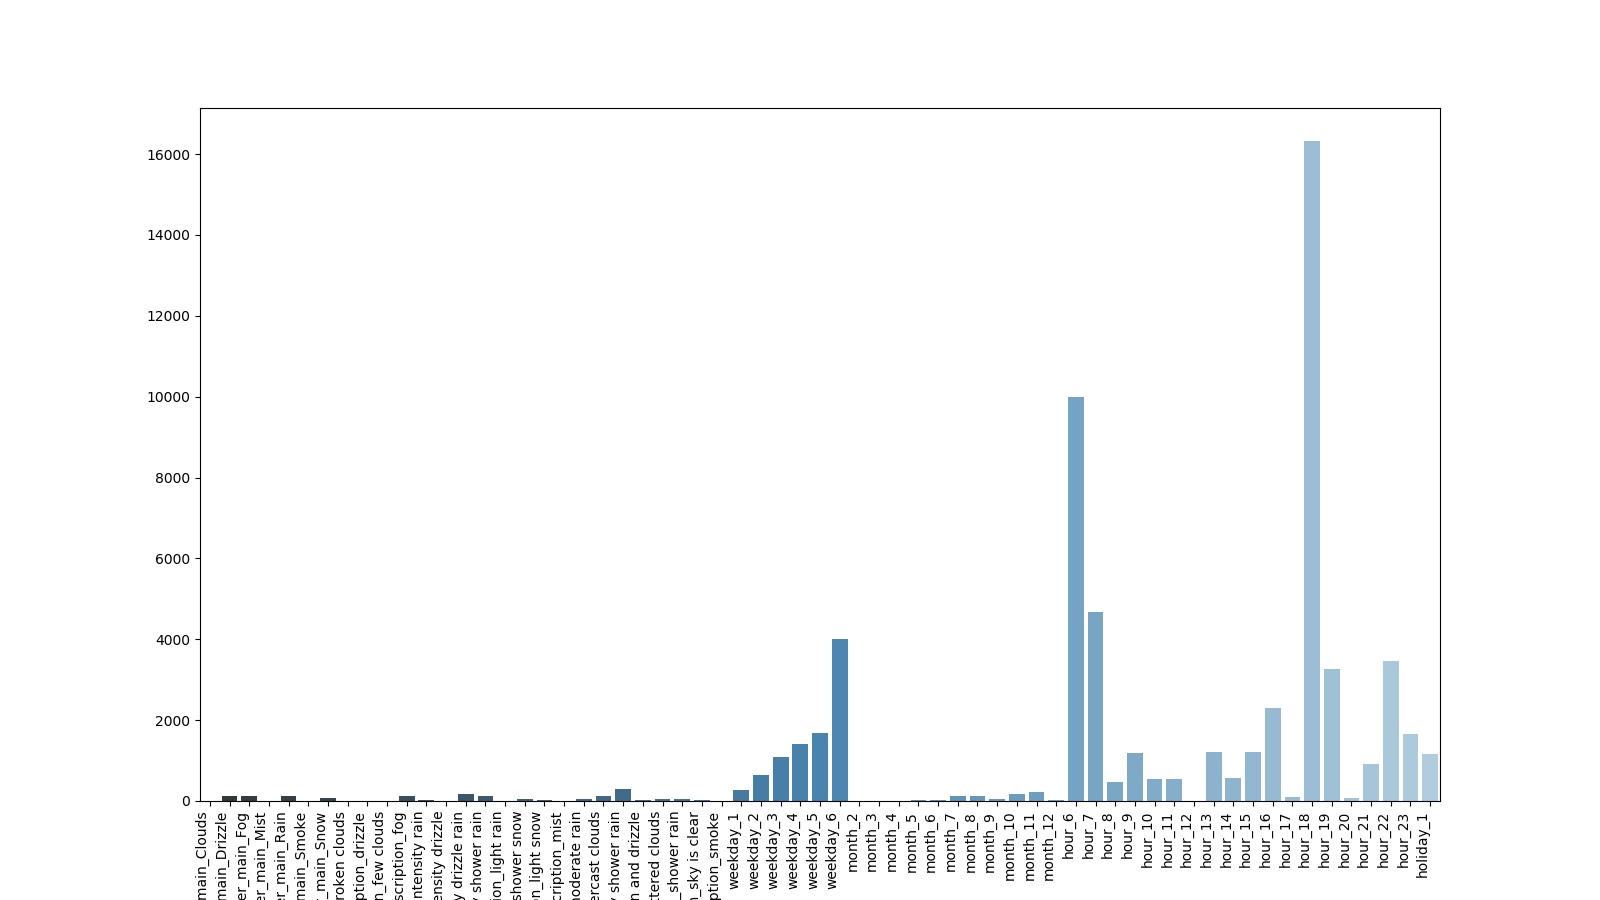 16000
14000
12000
10000
8000
6000
4000
2000
0
main_Clouds
main_Drizzle
er_main_Fog
er_main_Mist
er_main_Rain
main_Smoke
_main_Snow
roken clouds
ption_drizzle
n_few clouds
scription_fog
ntensity rain
ensity drizzle
y drizzle rain
y shower rain
ion_light rain
shower snow
n_light snow
cription_mist
moderate rain
ercast clouds
y shower rain
n and drizzle
ttered clouds
_shower rain
n_sky is clear
ption_smoke
weekday_1
weekday_2
weekday_3
weekday_4
weekday_5
weekday_6
month_2
month_3
month_4
month_5
month_6
month_7
month_8
month_9
month_10
month_11
month_12
hour_6
hour_7
hour_8
hour_9
hour_10
hour_11
hour_12
hour_13
hour_14
hour_15
hour_16
hour_17
hour_18
hour_19
hour_20
hour_21
hour_22
hour_23
holiday_1